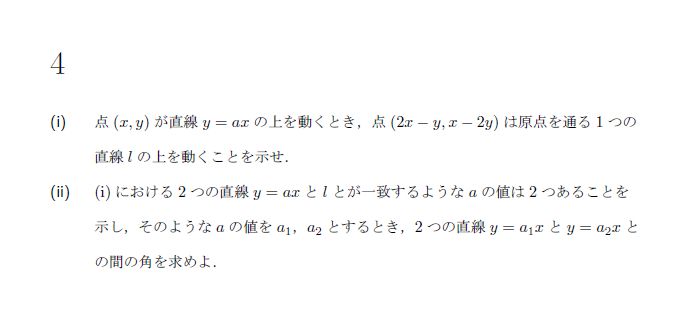 4
(i) 点 (x, y) が直線 y = ax の上を動くとき，点 (2x − y, x − 2y) は原点を通る 1 つの
直線 l の上を動くことを示せ．
(ii) (i) における 2 つの直線 y = ax と l とが一致するような a の値は 2 つあることを
示し，そのような a の値を a₁，a₂ とするとき，2 つの直線 y = a₁x と y = a₂x と
の間の角を求めよ．